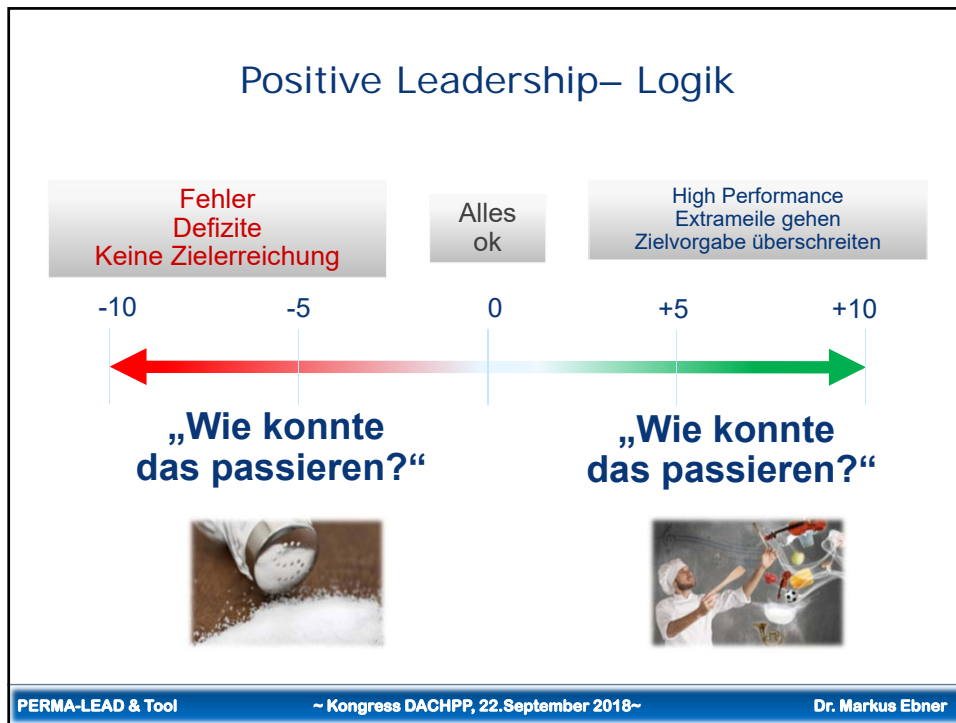 Positive Leadership– Logik
Fehler
Defizite
Keine Zielerreichung
Alles
ok
High Performance
Extrameile gehen
Zielvorgabe überschreiten
-10
-5
0
+5
+10
„Wie konnte
das passieren?“
„Wie konnte
das passieren?“
PERMA-LEAD & Tool
~ Kongress DACHPP, 22.September 2018~
Dr. Markus Ebner